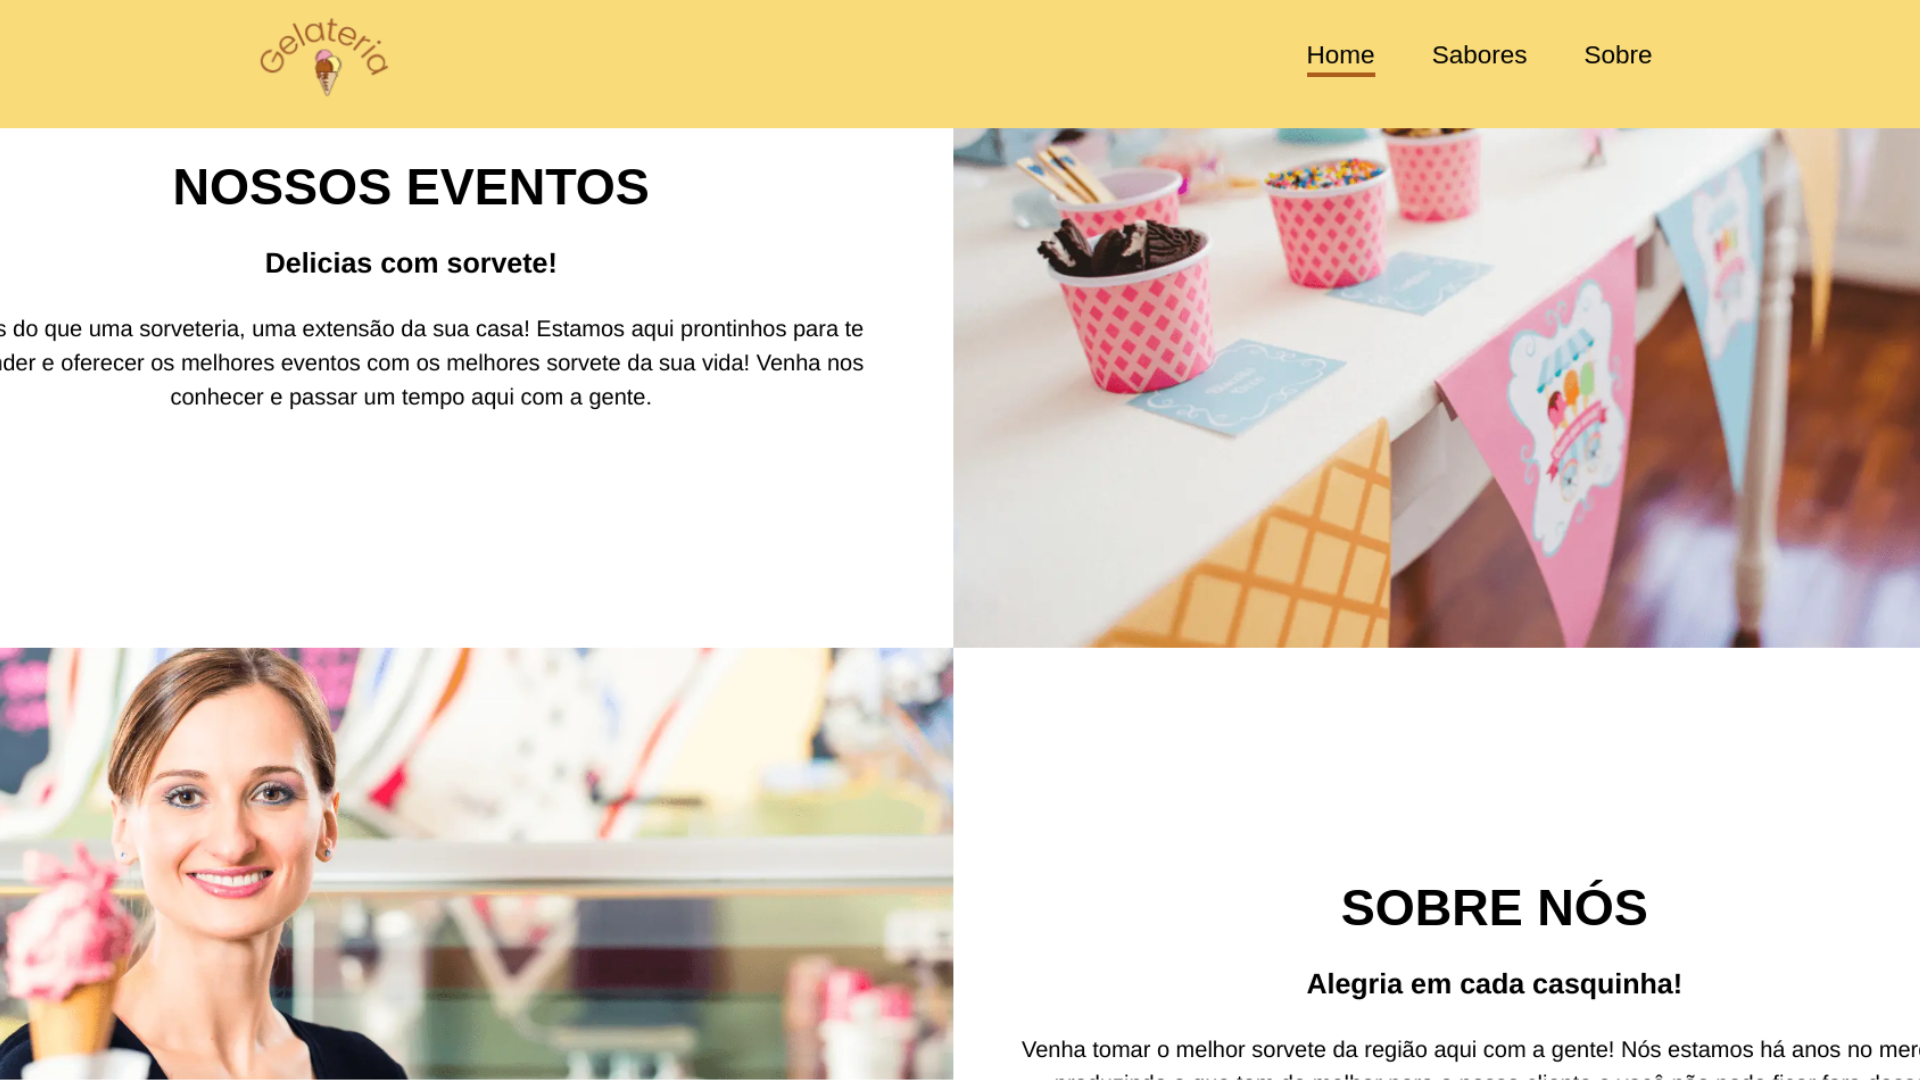 Gelateria
Home
Sabores
Sobre
NOSSOS EVENTOS
Delicias com sorvete!
do que uma sorveteria, uma extensão da sua casa! Estamos aqui prontinhos para te
e oferecer os melhores eventos com os melhores sorvete da sua vida! Venha nos
conhecer e passar um tempo aqui com a gente.
SOBRE NÓS
Alegria em cada casquinha!
Venha tomar o melhor sorvete da região aqui com a gente! Nós estamos há anos no